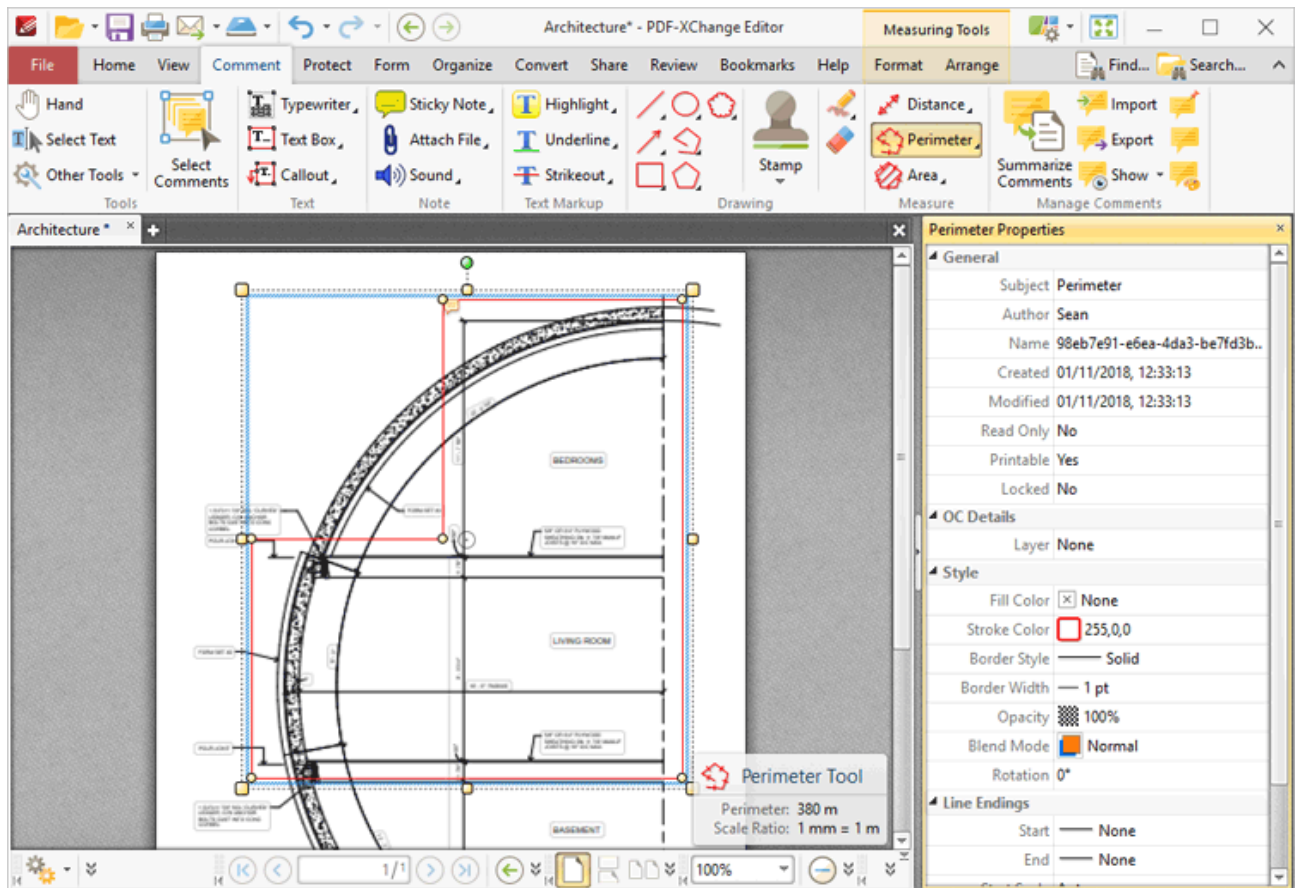 Architecture* - PDF-XChange Editor
Measuring Tools
File Home View Comment Protect Form Organize Convert Share Review Bookmarks Help Format Arrange Find... Search...
Hand
Select Text
Other Tools
Tools
Select Comments
Typewriter
Text Box
Callout
Text
Sticky Note
Attach File
Sound
Note
Highlight
Underline
Strikeout
Text Markup
Stamp
Drawing
Distance
Perimeter
Area
Measure
Summarize Comments
Import
Export
Show
Manage Comments
Architecture *
BEDROOMS
LIVING ROOM
BASEMENT
Perimeter Tool
Perimeter: 380 m
Scale Ratio: 1 mm = 1 m
1/1
100%
Perimeter Properties
General
Subject Perimeter
Author Sean
Name 98eb7e91-e6ea-4da3-be7fd3b..
Created 01/11/2018, 12:33:13
Modified 01/11/2018, 12:33:13
Read Only No
Printable Yes
Locked No
OC Details
Layer None
Style
Fill Color None
Stroke Color 255,0,0
Border Style Solid
Border Width 1 pt
Opacity 100%
Blend Mode Normal
Rotation 0°
Line Endings
Start None
End None